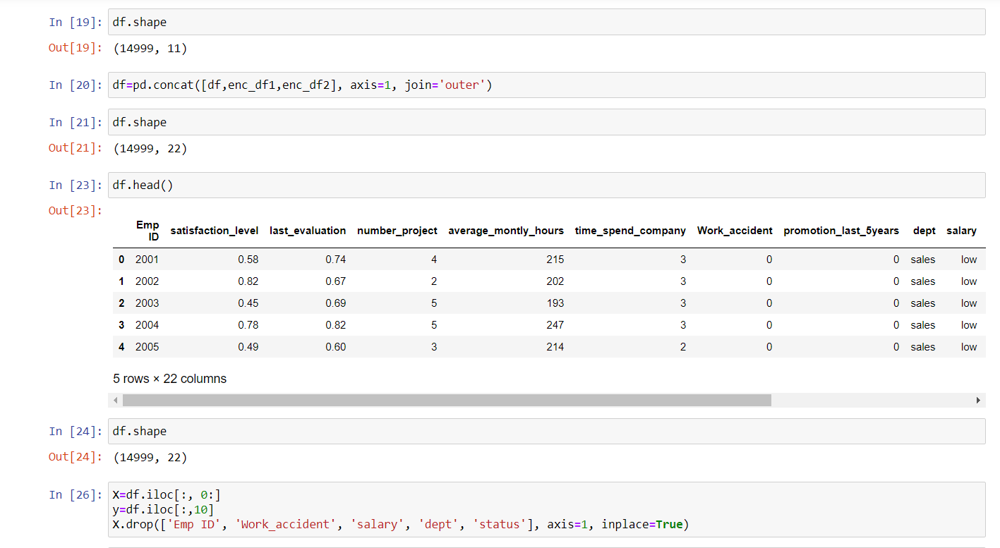 In [19]: df.shape
Out[19]: (14999, 11)
In [20]: df=pd.concat([df,enc_df1,enc_df2], axis=1, join='outer')
In [21]: df.shape
Out[21]: (14999, 22)
In [23]: df.head()
Out[23]:
Emp ID satisfaction_level last_evaluation number_project average_montly_hours time_spend_company Work_accident promotion_last_5years dept salary
0 2001 0.58 0.74 4 215 3 0 0 sales low
1 2002 0.82 0.67 2 202 3 0 0 sales low
2 2003 0.45 0.69 5 193 3 0 0 sales low
3 2004 0.78 0.82 5 247 3 0 0 sales low
4 2005 0.49 0.60 3 214 2 0 0 sales low
5 rows × 22 columns
In [24]: df.shape
Out[24]: (14999, 22)
In [26]: X=df.iloc[:, 0:]
y=df.iloc[:,10]
X.drop(['Emp ID', 'Work_accident', 'salary', 'dept', 'status'], axis=1, inplace=True)